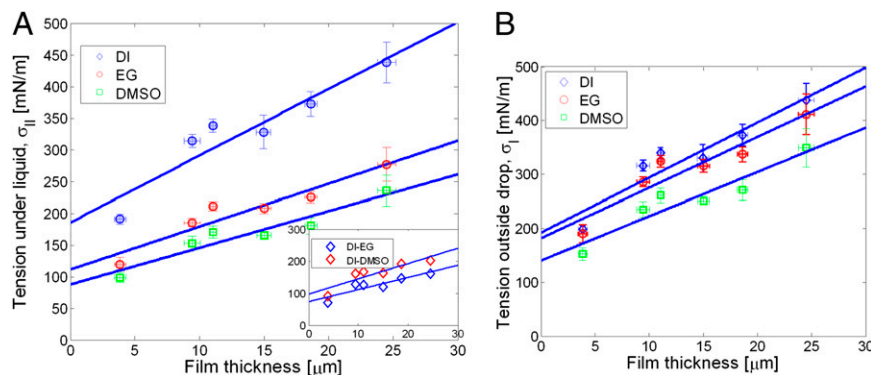 A
Tension under liquid, σ_II [mN/m]
500
450
400
350
300
250
200
150
100
50
0
DI
EG
DMSO
0
5
10
15
20
25
30
Film thickness [μm]
300
200
100
0
DI-EG
DI-DMSO
0
10
20
30
B
Tension outside drop, σ_I [mN/m]
500
400
300
200
100
0
DI
EG
DMSO
0
5
10
15
20
25
30
Film thickness [μm]